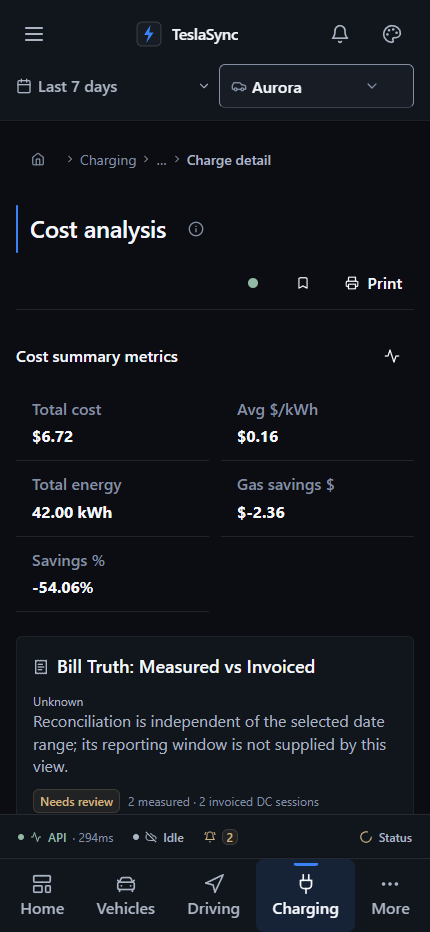 TeslaSync
Last 7 days
Aurora
Charging
...
Charge detail
Cost analysis
Print
Cost summary metrics
Total cost
$6.72
Avg $/kWh
$0.16
Total energy
42.00 kWh
Gas savings $
$-2.36
Savings %
-54.06%
Bill Truth: Measured vs Invoiced
Unknown
Reconciliation is independent of the selected date
range; its reporting window is not supplied by this
view.
Needs review
2 measured · 2 invoiced DC sessions
API · 294ms
Idle
2
Status
Home
Vehicles
Driving
Charging
More